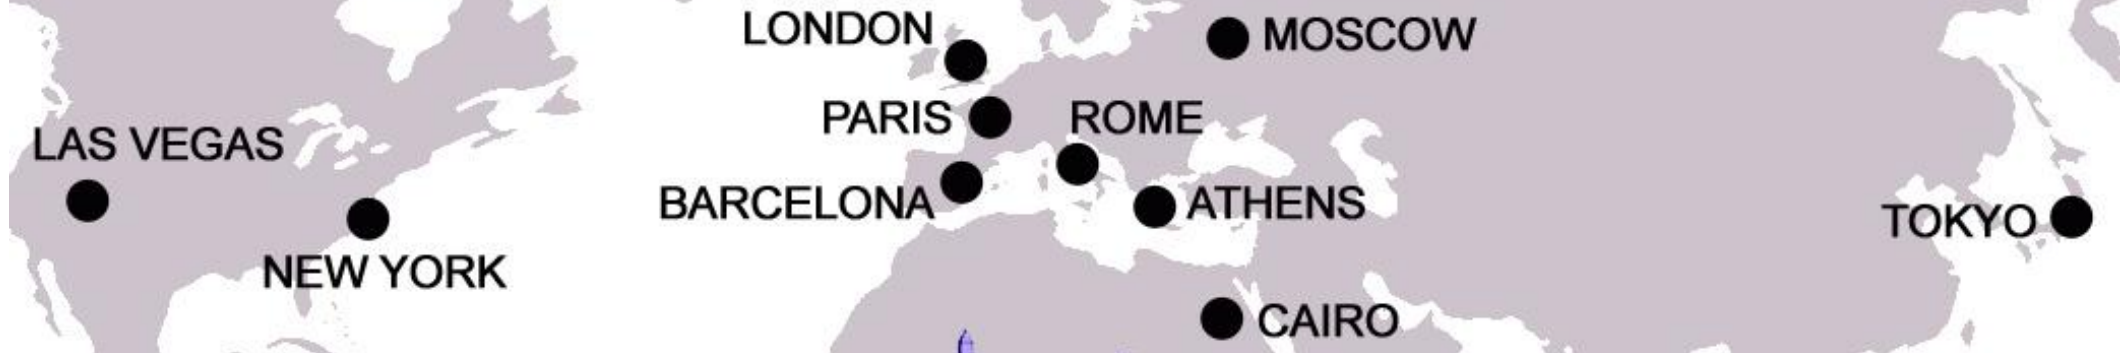 LONDON
MOSCOW
PARIS
ROME
LAS VEGAS
BARCELONA
ATHENS
TOKYO
NEW YORK
CAIRO